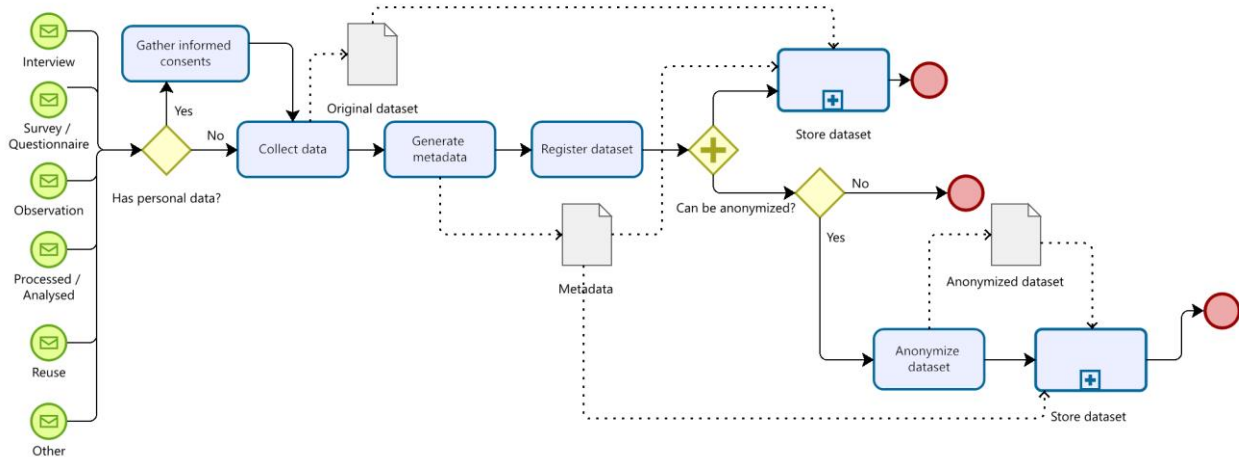 Interview
Survey /
Questionnaire
Observation
Processed /
Analysed
Reuse
Other
Has personal data?
Yes
No
Gather informed
consents
Collect data
Original dataset
Generate
metadata
Register dataset
Metadata
Store dataset
Can be anonymized?
No
Yes
Anonymize
dataset
Anonymized dataset
Store dataset